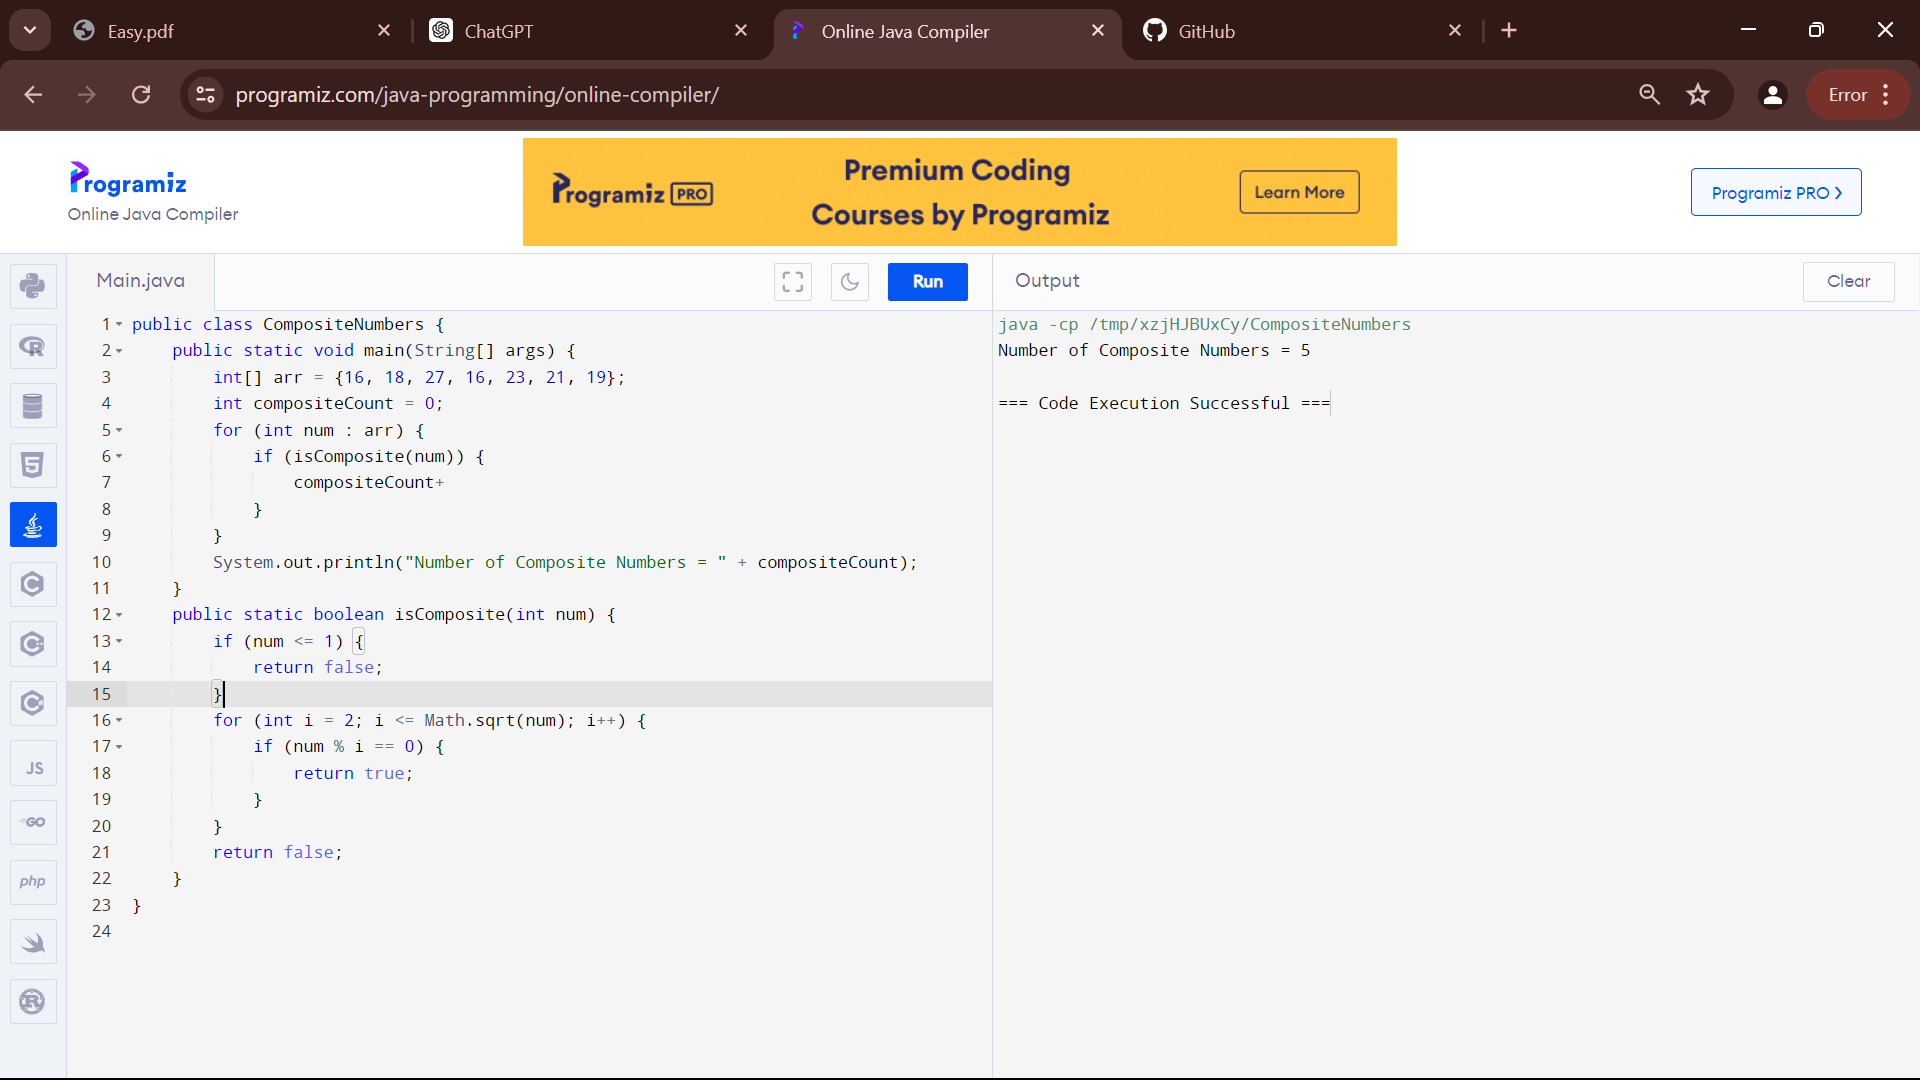 Easy.pdf
ChatGPT
Online Java Compiler
GitHub
programiz.com/java-programming/online-compiler/
Error
Programiz
Online Java Compiler
Programiz PRO
Premium Coding
Courses by Programiz
Learn More
Programiz PRO >
Main.java
Run
Output
Clear
1 public class CompositeNumbers {
2     public static void main(String[] args) {
3         int[] arr = {16, 18, 27, 16, 23, 21, 19};
4         int compositeCount = 0;
5         for (int num : arr) {
6             if (isComposite(num)) {
7                 compositeCount+
8             }
9         }
10         System.out.println("Number of Composite Numbers = " + compositeCount);
11     }
12     public static boolean isComposite(int num) {
13         if (num <= 1) {
14             return false;
15         }
16         for (int i = 2; i <= Math.sqrt(num); i++) {
17             if (num % i == 0) {
18                 return true;
19             }
20         }
21         return false;
22     }
23 }
24
java -cp /tmp/xzjHJBUxCy/CompositeNumbers
Number of Composite Numbers = 5
=== Code Execution Successful ===
R
5
C
C
C
JS
GO
php
R